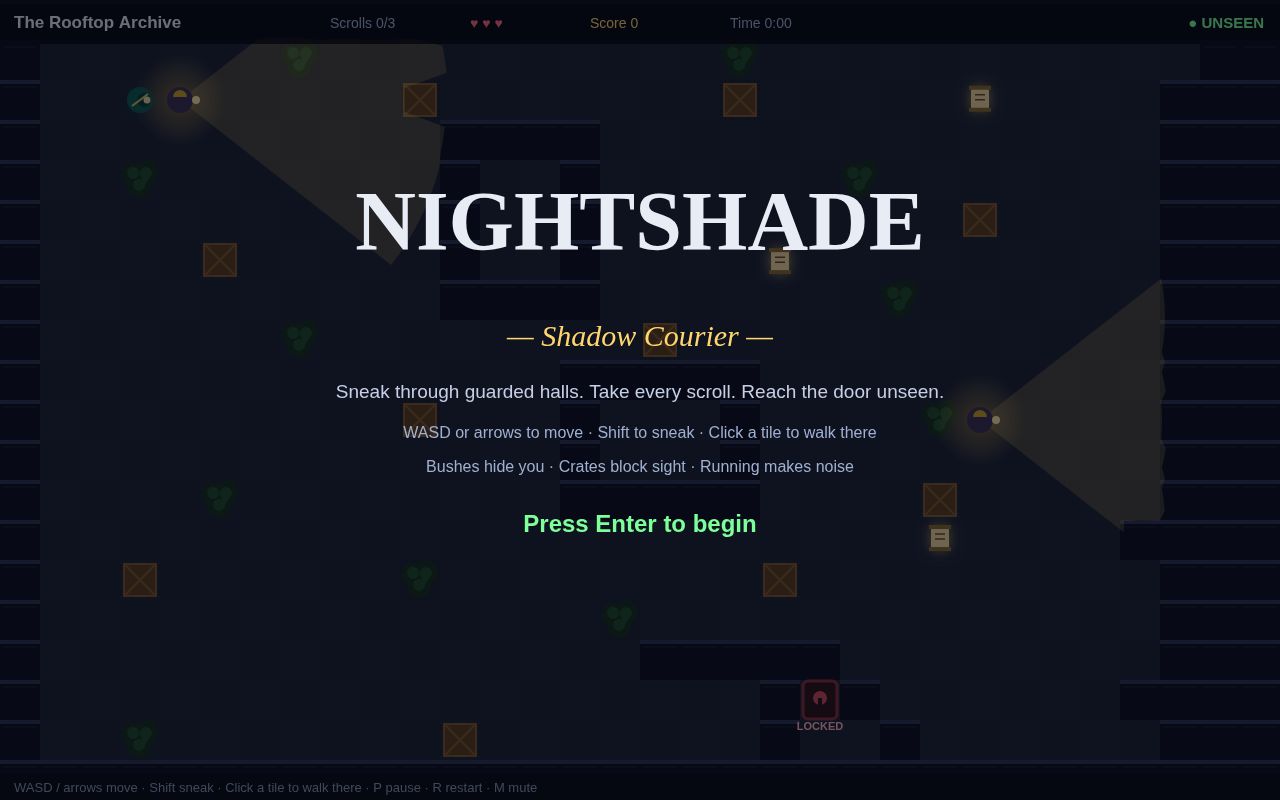 The Rooftop Archive Scrolls 0/3 ♥ ♥ ♥ Score 0 Time 0:00 ● UNSEEN
NIGHTSHADE
— Shadow Courier —
Sneak through guarded halls. Take every scroll. Reach the door unseen.
WASD or arrows to move · Shift to sneak · Click a tile to walk there
Bushes hide you · Crates block sight · Running makes noise
Press Enter to begin
LOCKED
WASD / arrows move · Shift sneak · Click a tile to walk there · P pause · R restart · M mute